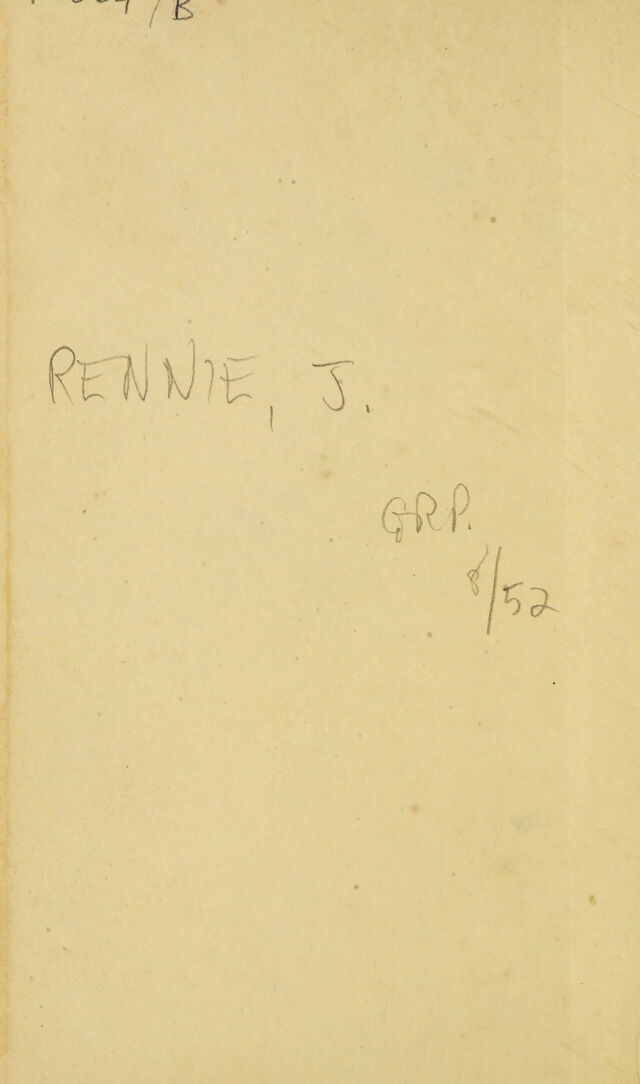 /B
RENNIE, J.
GRP.
8/52